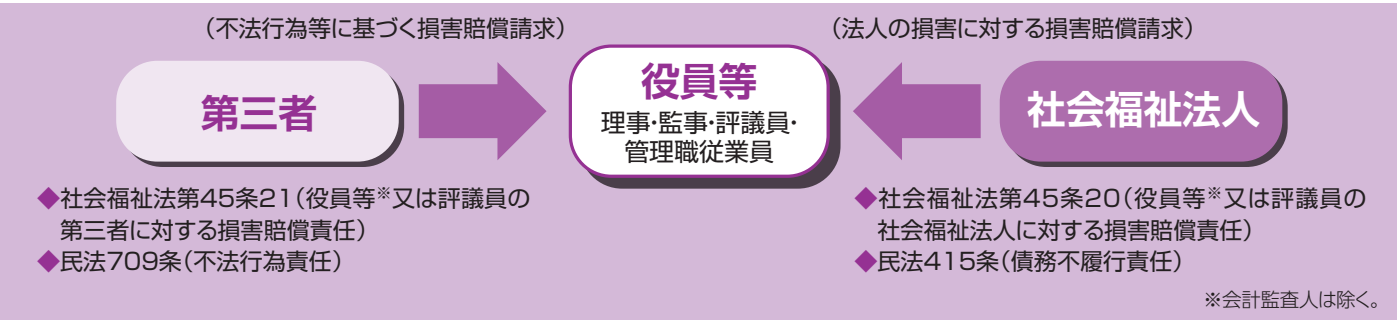 (不法行為等に基づく損害賠償請求)
(法人の損害に対する損害賠償請求)
第三者
役員等
理事・監事・評議員・
管理職従業員
社会福祉法人
◆社会福祉法第45条21(役員等※又は評議員の
第三者に対する損害賠償責任)
◆民法709条(不法行為責任)
◆社会福祉法第45条20(役員等※又は評議員の
社会福祉法人に対する損害賠償責任)
◆民法415条(債務不履行責任)
※会計監査人は除く。